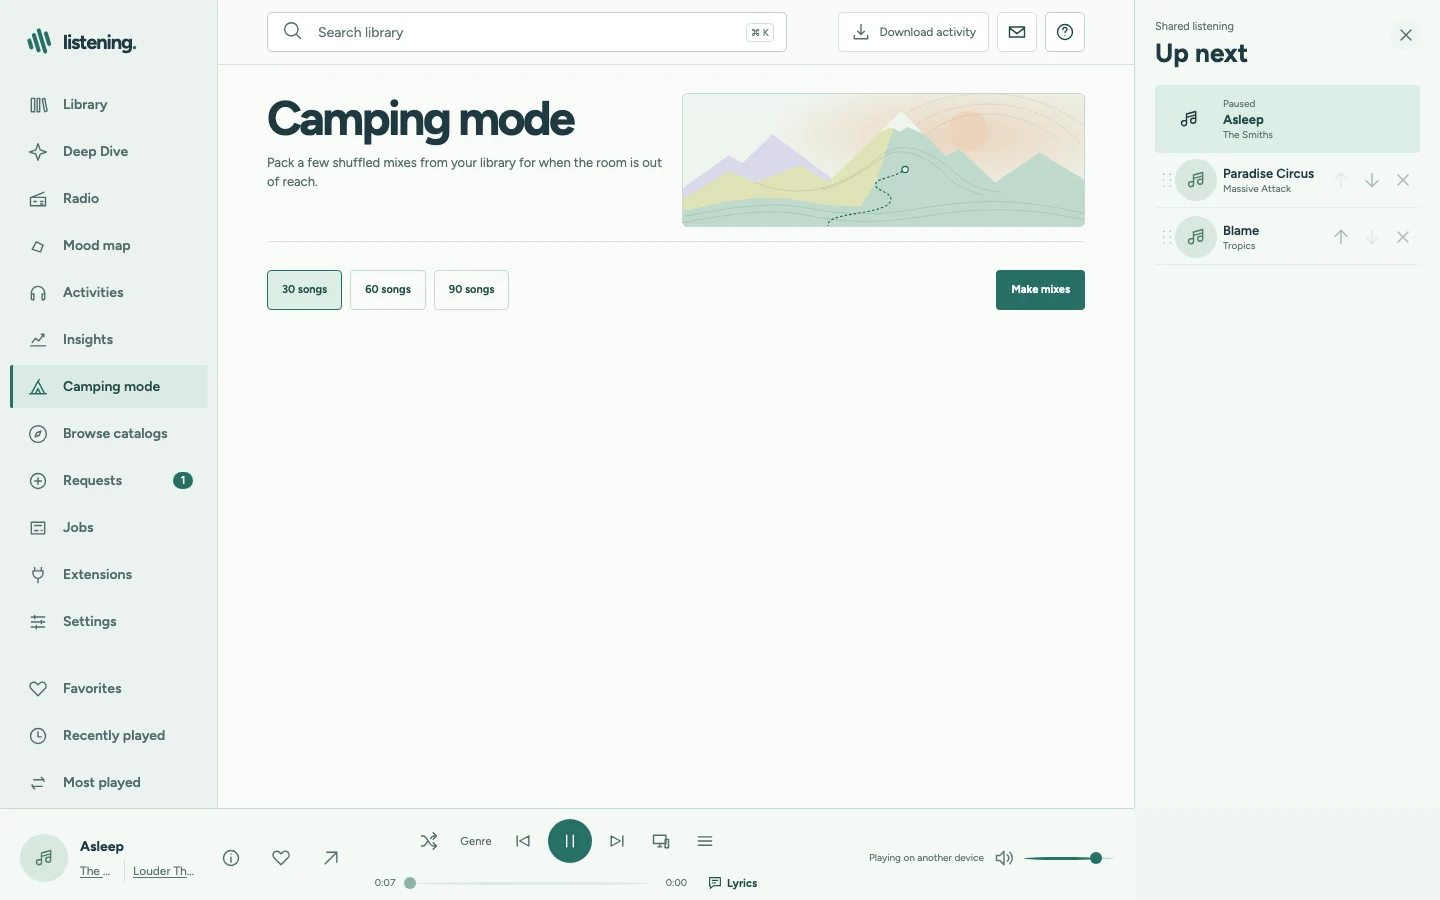 listening.
Library
Deep Dive
Radio
Mood map
Activities
Insights
Camping mode
Browse catalogs
Requests 1
Jobs
Extensions
Settings
Favorites
Recently played
Most played
Search library ⌘ K
Download activity
Camping mode
Pack a few shuffled mixes from your library for when the room is out
of reach.
30 songs 60 songs 90 songs Make mixes
Shared listening
Up next
Paused
Asleep
The Smiths
Paradise Circus
Massive Attack
Blame
Tropics
Asleep
The ... Louder Th...
Genre
0:07 0:00 Lyrics
Playing on another device